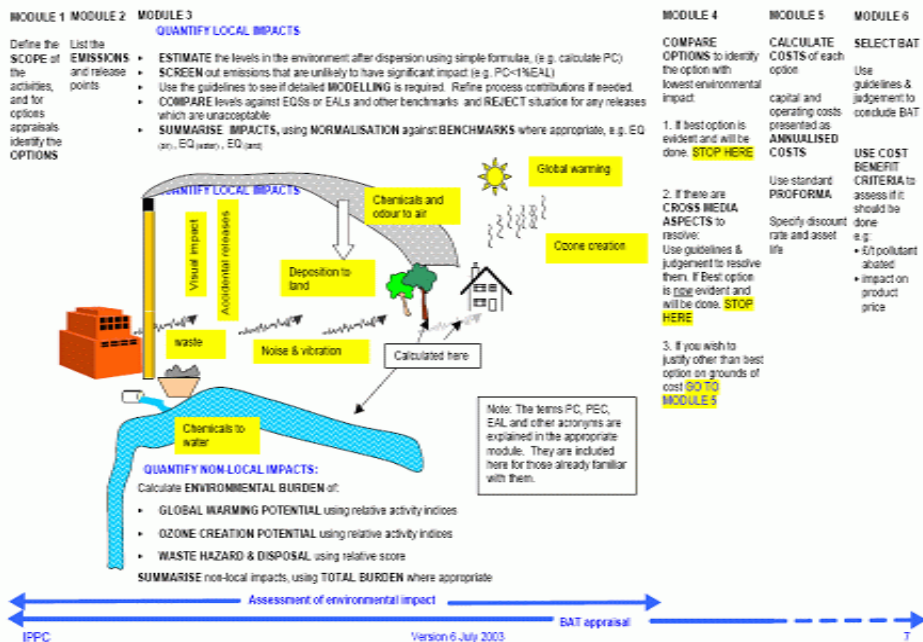 MODULE 1
Define the
SCOPE of
the
activities,
and for
options
appraisals
identify the
OPTIONS
MODULE 2
List the
EMISSIONS
and release
points
MODULE 3
QUANTIFY LOCAL IMPACTS
• ESTIMATE the levels in the environment after dispersion using simple formulae, (e.g. calculate PC)
• SCREEN out emissions that are unlikely to have significant impact (e.g. PC<1%EAL)
• Use the guidelines to see if detailed MODELLING is required. Refine process contributions if needed.
• COMPARE levels against EQSs or EALs and other benchmarks and REJECT situation for any releases
which are unacceptable
• SUMMARISE IMPACTS, using NORMALISATION against BENCHMARKS where appropriate, e.g. EQ
(air), EQ (water), EQ (land)
QUANTIFY LOCAL IMPACTS
Visual impact
Accidental releases
Chemicals and
odour to air
Global warming
Ozone creation
Deposition to
land
waste
Noise & vibration
Calculated here
Chemicals to
water
Note: The terms PC, PEC,
EAL and other acronyms are
explained in the appropriate
module. They are included
here for those already familiar
with them.
QUANTIFY NON-LOCAL IMPACTS:
Calculate ENVIRONMENTAL BURDEN of:
• GLOBAL WARMING POTENTIAL using relative activity indices
• OZONE CREATION POTENTIAL using relative activity indices
• WASTE HAZARD & DISPOSAL using relative score
SUMMARISE non-local impacts, using TOTAL BURDEN where appropriate
MODULE 4
COMPARE
OPTIONS to identify
the option with
lowest environmental
impact
1. If best option is
evident and will be
done. STOP HERE
2. If there are
CROSS MEDIA
ASPECTS to
resolve:
Use guidelines &
judgement to resolve
them. If Best option
is now evident and
will be done. STOP
HERE
3. If you wish to
justify other than best
option on grounds of
cost GO TO
MODULE 5
MODULE 5
CALCULATE
COSTS of each
option
capital and
operating costs
presented as
ANNUALISED
COSTS
Use standard
PROFORMA
Specify discount
rate and asset
life
MODULE 6
SELECT BAT
Use
guidelines &
judgement to
conclude BAT
USE COST
BENEFIT
CRITERIA to
assess if it
should be
done
e.g:
• £/t pollutant
abated
• impact on
product
price
Assessment of environmental impact
BAT appraisal
IPPC
Version 6 July 2003
7